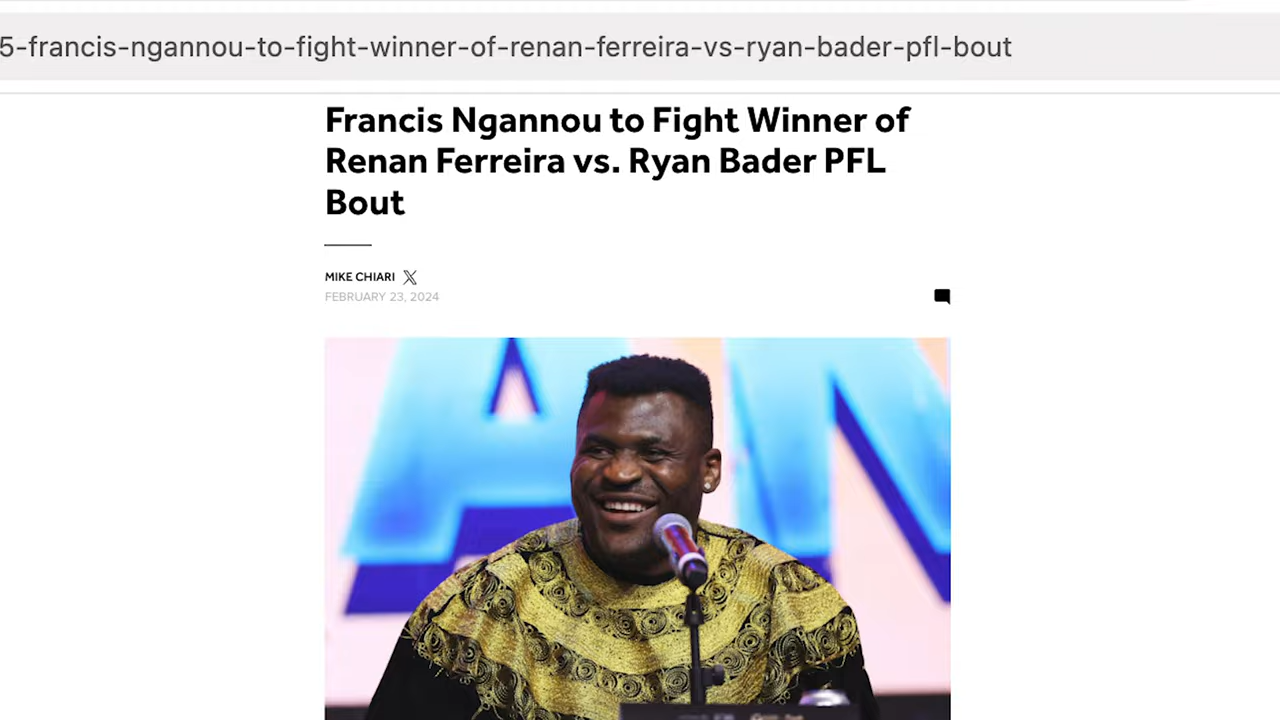 5-francis-ngannou-to-fight-winner-of-renan-ferreira-vs-ryan-bader-pfl-bout
Francis Ngannou to Fight Winner of
Renan Ferreira vs. Ryan Bader PFL
Bout
MIKE CHIARI
FEBRUARY 23, 2024
AN